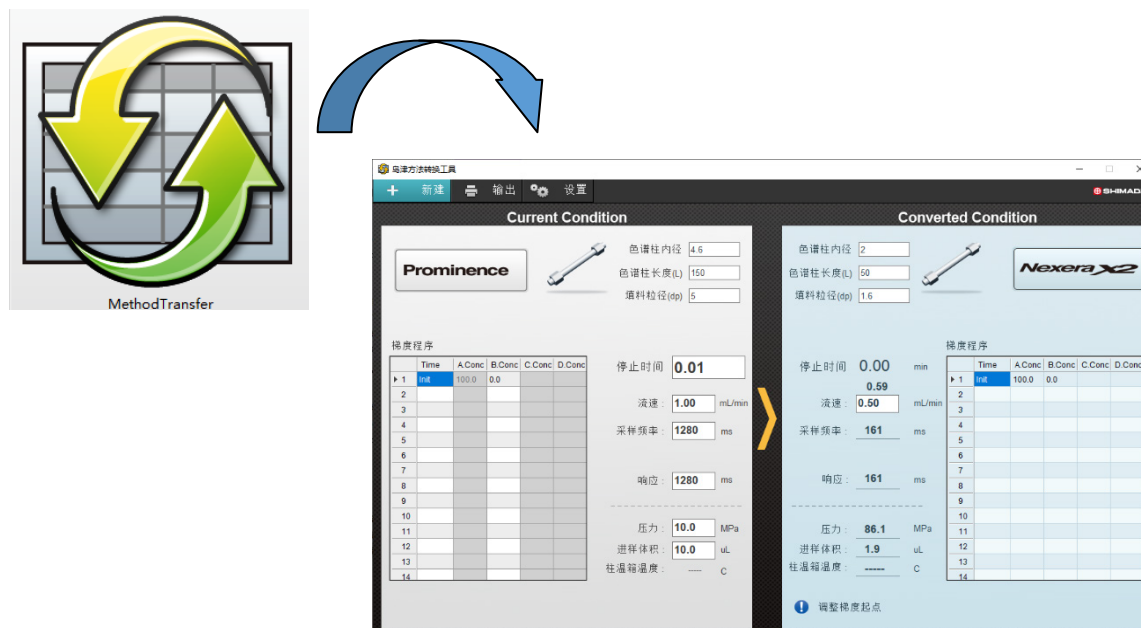 MethodTransfer
岛津方法转换工具
新建 输出 设置
Current Condition
Converted Condition
Prominence
色谱柱内径 4.6
色谱柱长度(L) 150
填料粒径(dp) 5
色谱柱内径 2
色谱柱长度(L) 50
填料粒径(dp) 1.6
Nexera X2
梯度程序
Time A.Conc B.Conc C.Conc D.Conc
1 Init 100.0 0.0
2
3
4
5
6
7
8
9
10
11
12
13
14
停止时间 0.01
流速: 1.00 mL/min
采样频率: 1280 ms
响应: 1280 ms
压力: 10.0 MPa
进样体积: 10.0 uL
柱温箱温度: ---- C
停止时间 0.00 min
0.59
流速: 0.50 mL/min
采样频率: 161 ms
响应: 161 ms
压力: 86.1 MPa
进样体积: 1.9 uL
柱温箱温度: ----- C
梯度程序
Time A.Conc B.Conc C.Conc D.Conc
1 Init 100.0 0.0
2
3
4
5
6
7
8
9
10
11
12
13
14
调整梯度起点